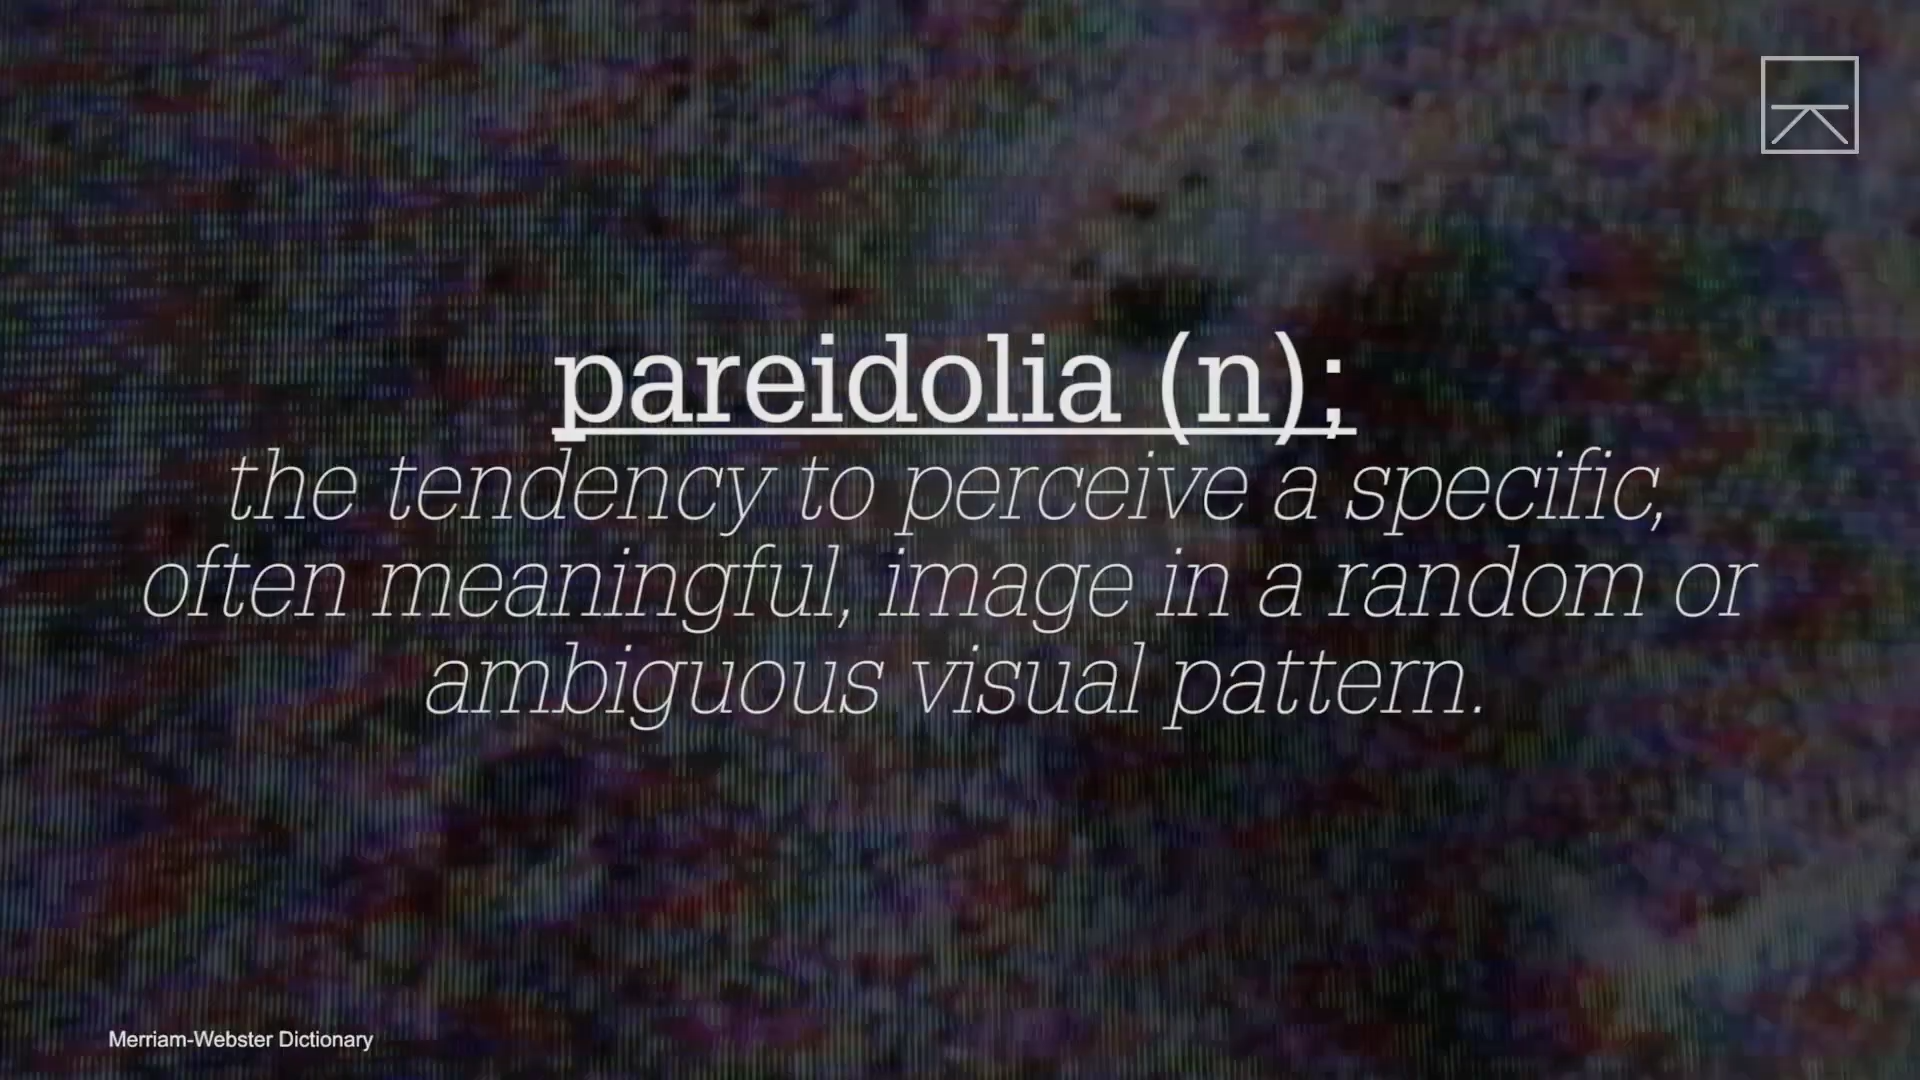 pareidolia (n);
the tendency to perceive a specific,
often meaningful, image in a random or
ambiguous visual pattern.
Merriam-Webster Dictionary